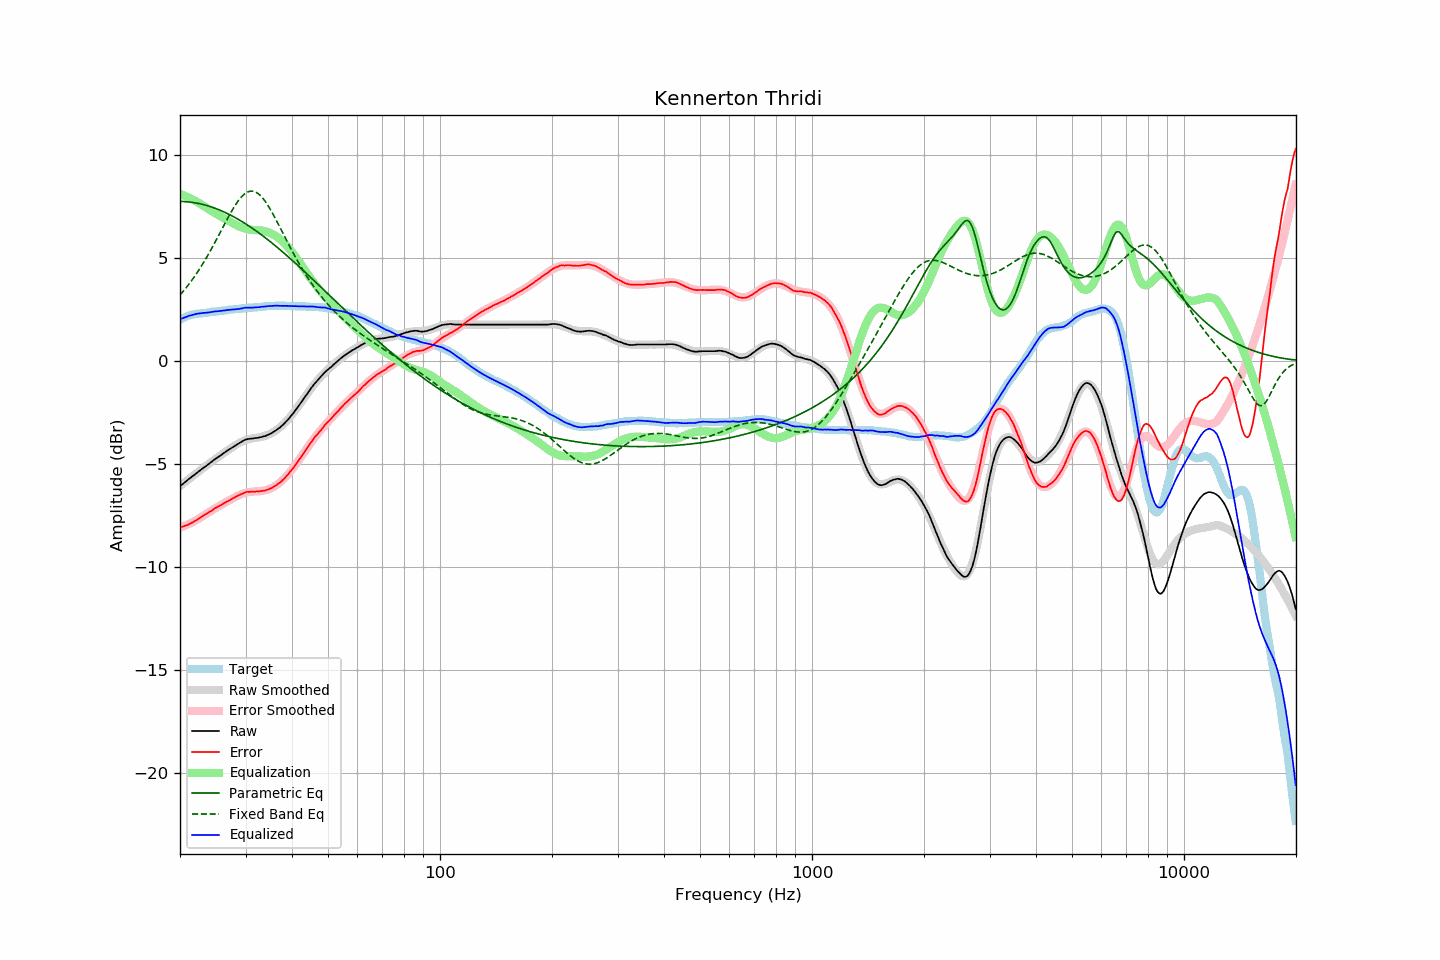 Kennerton Thridi
10
5
0
−5
−10
−15
−20
Amplitude (dBr)
Target
Raw Smoothed
Error Smoothed
Raw
Error
Equalization
Parametric Eq
Fixed Band Eq
Equalized
100
1000
10000
Frequency (Hz)